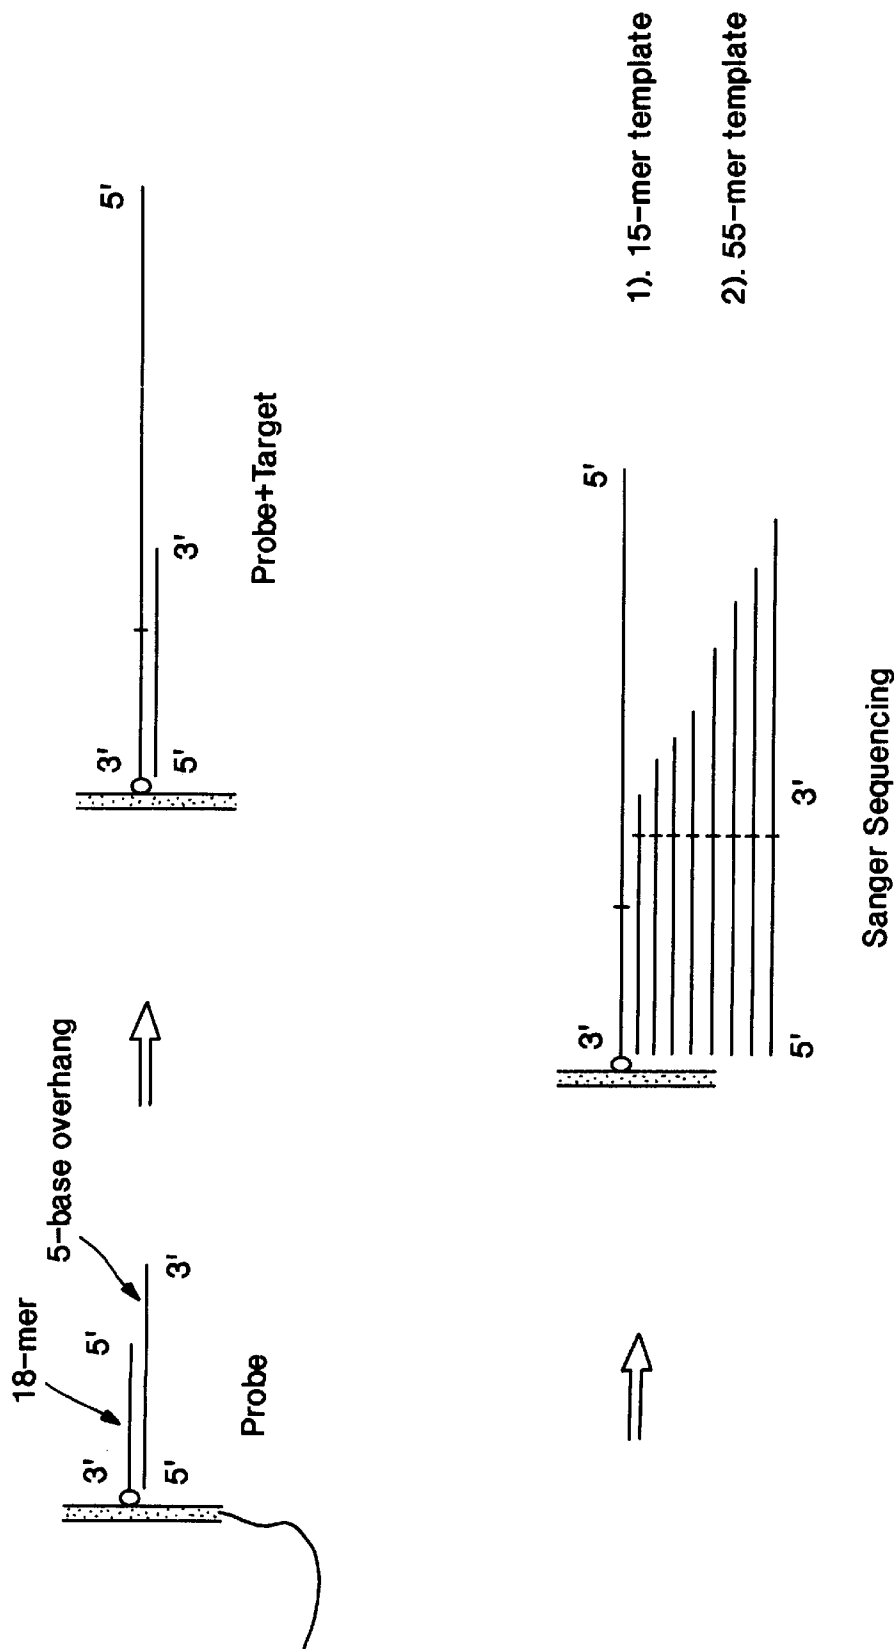 18-mer
5-base overhang
3'
5'
5'
3'
Probe
3'
5'
5'
3'
Probe+Target
3'
5'
5'
3'
Sanger Sequencing
1). 15-mer template
2). 55-mer template